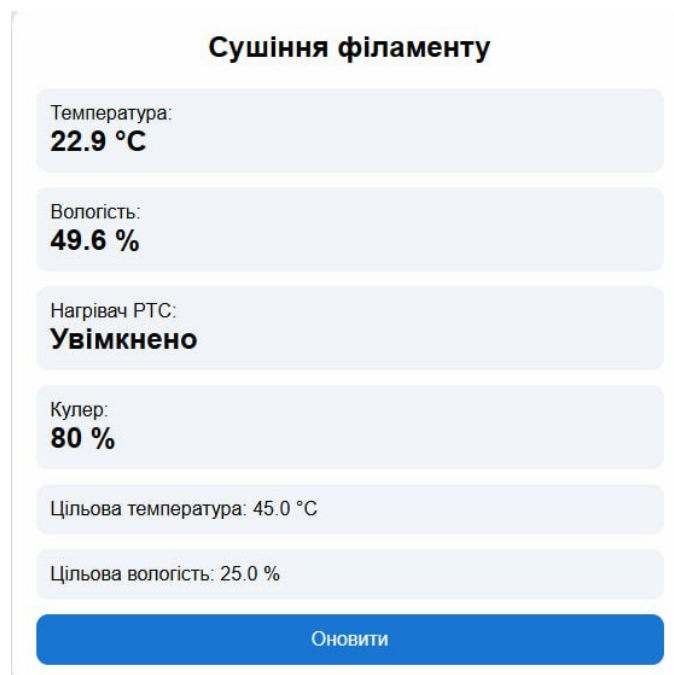 Сушіння філаменту
Температура:
22.9 °C
Вологість:
49.6 %
Нагрівач PTC:
Увімкнено
Кулер:
80 %
Цільова температура: 45.0 °C
Цільова вологість: 25.0 %
Оновити